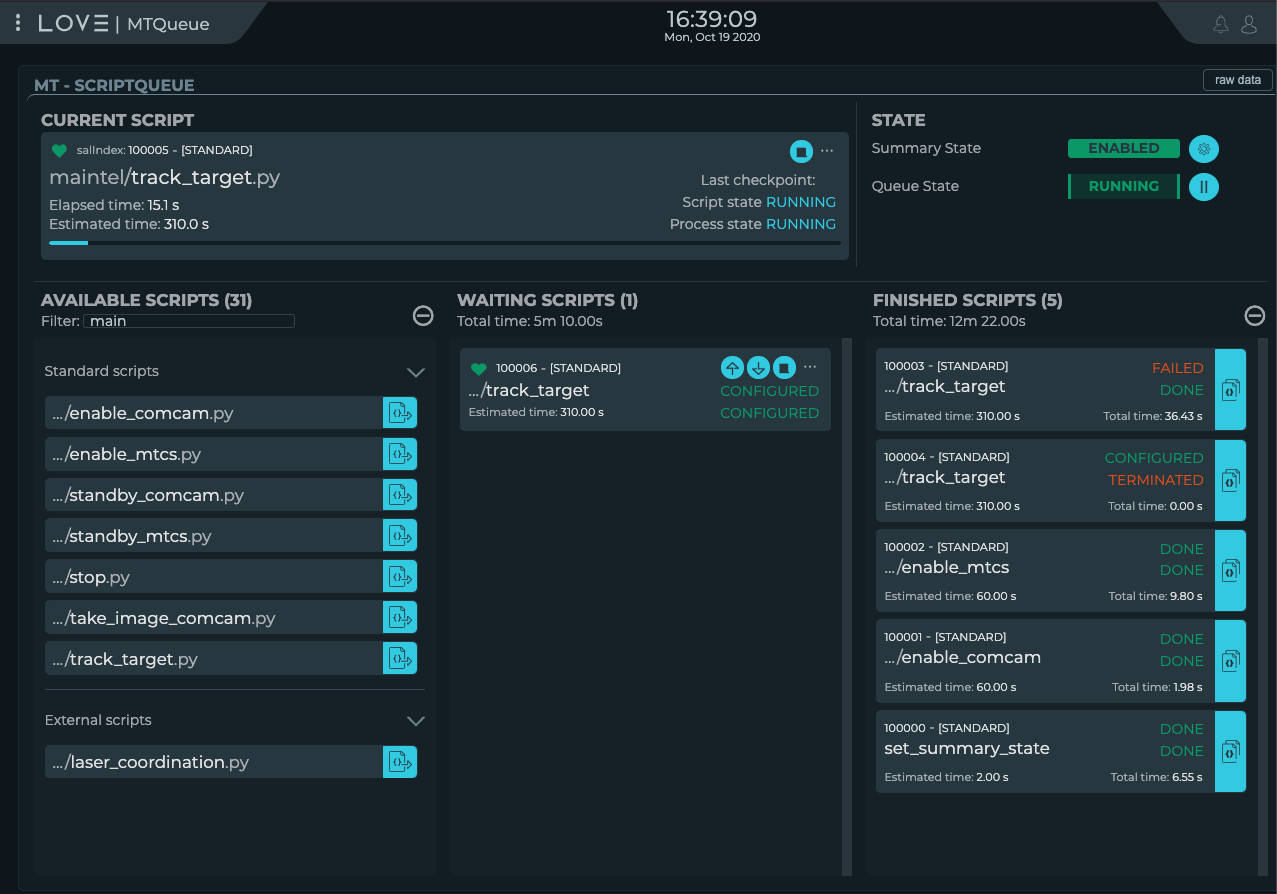 LOVE | MTQueue
16:39:09
Mon, Oct 19 2020
MT - SCRIPTQUEUE
raw data
CURRENT SCRIPT
salIndex: 100005 - [STANDARD]
...
maintel/track_target.py
Elapsed time: 15.1 s
Estimated time: 310.0 s
Last checkpoint:
Script state RUNNING
Process state RUNNING
STATE
Summary State ENABLED
Queue State RUNNING
AVAILABLE SCRIPTS (31)
Filter: main
Standard scripts
.../enable_comcam.py
.../enable_mtcs.py
.../standby_comcam.py
.../standby_mtcs.py
.../stop.py
.../take_image_comcam.py
.../track_target.py
External scripts
.../laser_coordination.py
WAITING SCRIPTS (1)
Total time: 5m 10.00s
100006 - [STANDARD]
...
.../track_target
CONFIGURED
Estimated time: 310.00 s
CONFIGURED
FINISHED SCRIPTS (5)
Total time: 12m 22.00s
100003 - [STANDARD]
FAILED
.../track_target
DONE
Estimated time: 310.00 s
Total time: 36.43 s
100004 - [STANDARD]
CONFIGURED
.../track_target
TERMINATED
Estimated time: 310.00 s
Total time: 0.00 s
100002 - [STANDARD]
DONE
.../enable_mtcs
DONE
Estimated time: 60.00 s
Total time: 9.80 s
100001 - [STANDARD]
DONE
.../enable_comcam
DONE
Estimated time: 60.00 s
Total time: 1.98 s
100000 - [STANDARD]
DONE
set_summary_state
DONE
Estimated time: 2.00 s
Total time: 6.55 s